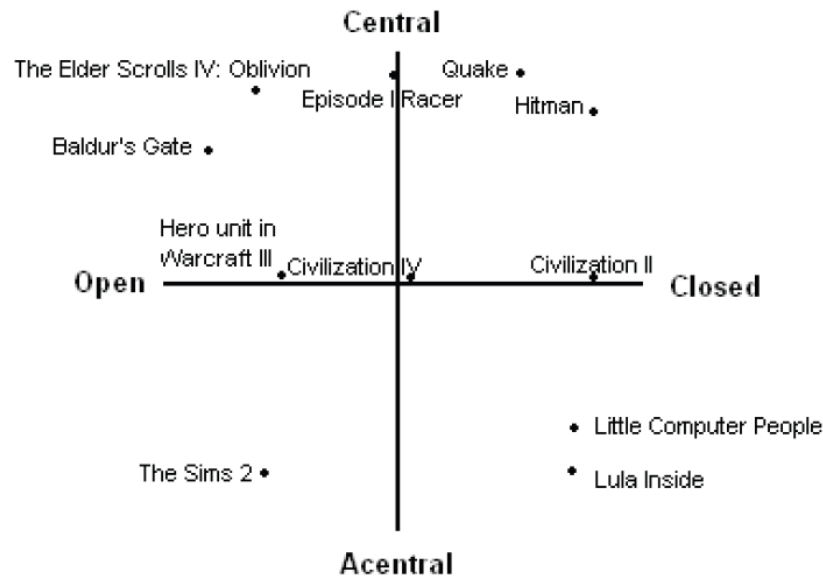 Central
The Elder Scrolls IV: Oblivion
Quake
Episode I Racer
Hitman
Baldur's Gate
Hero unit in
Warcraft III
Civilization IV
Civilization II
Open
Closed
Little Computer People
The Sims 2
Lula Inside
Acentral